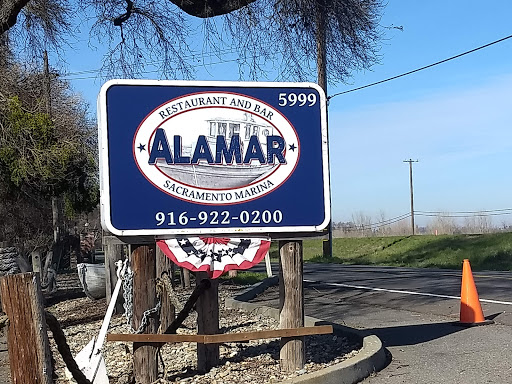 5999
RESTAURANT AND BAR
ALAMAR
SACRAMENTO MARINA
916-922-0200